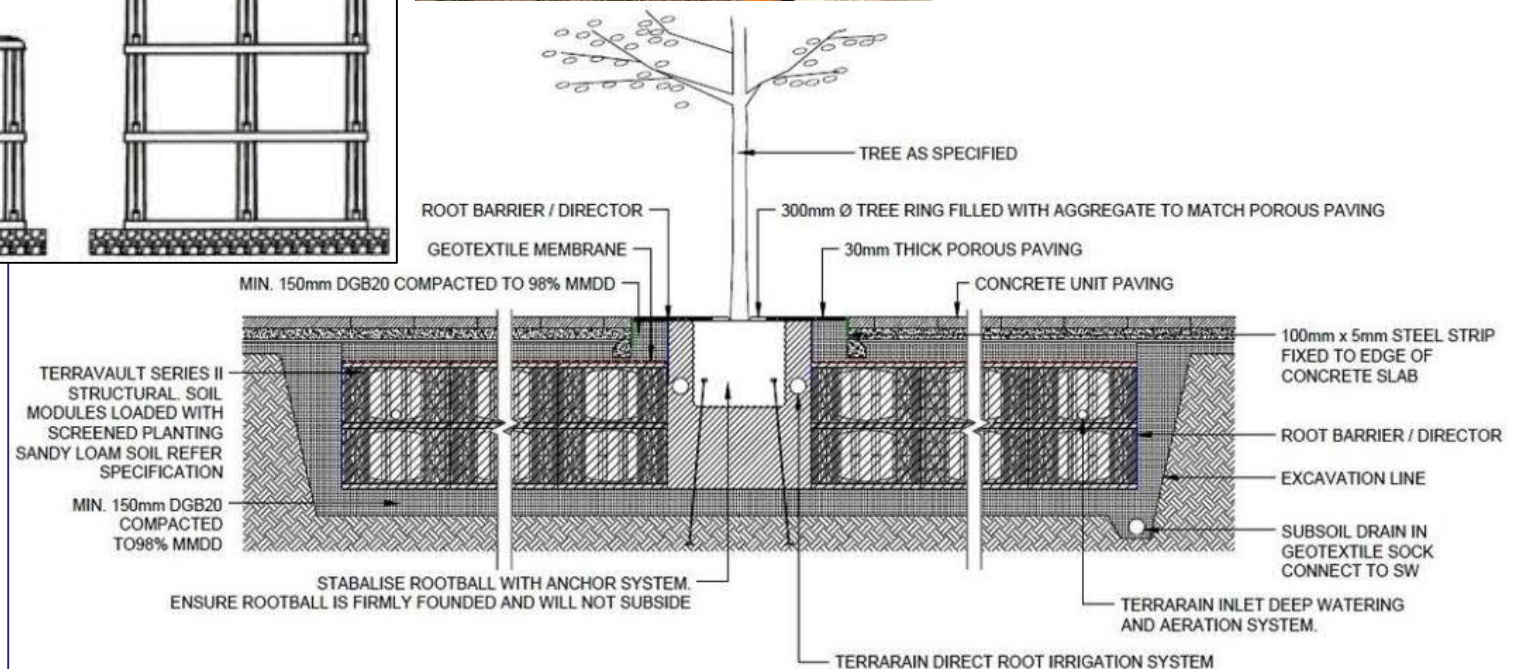 TREE AS SPECIFIED
ROOT BARRIER / DIRECTOR
300mm Ø TREE RING FILLED WITH AGGREGATE TO MATCH POROUS PAVING
GEOTEXTILE MEMBRANE
30mm THICK POROUS PAVING
MIN. 150mm DGB20 COMPACTED TO 98% MMDD
CONCRETE UNIT PAVING
100mm x 5mm STEEL STRIP
FIXED TO EDGE OF
CONCRETE SLAB
TERRAVAULT SERIES II
STRUCTURAL. SOIL
MODULES LOADED WITH
SCREENED PLANTING
SANDY LOAM SOIL REFER
SPECIFICATION
ROOT BARRIER / DIRECTOR
EXCAVATION LINE
MIN. 150mm DGB20
COMPACTED
TO98% MMDD
SUBSOIL DRAIN IN
GEOTEXTILE SOCK
CONNECT TO SW
STABALISE ROOTBALL WITH ANCHOR SYSTEM.
ENSURE ROOTBALL IS FIRMLY FOUNDED AND WILL NOT SUBSIDE
TERRARAIN INLET DEEP WATERING
AND AERATION SYSTEM.
TERRARAIN DIRECT ROOT IRRIGATION SYSTEM